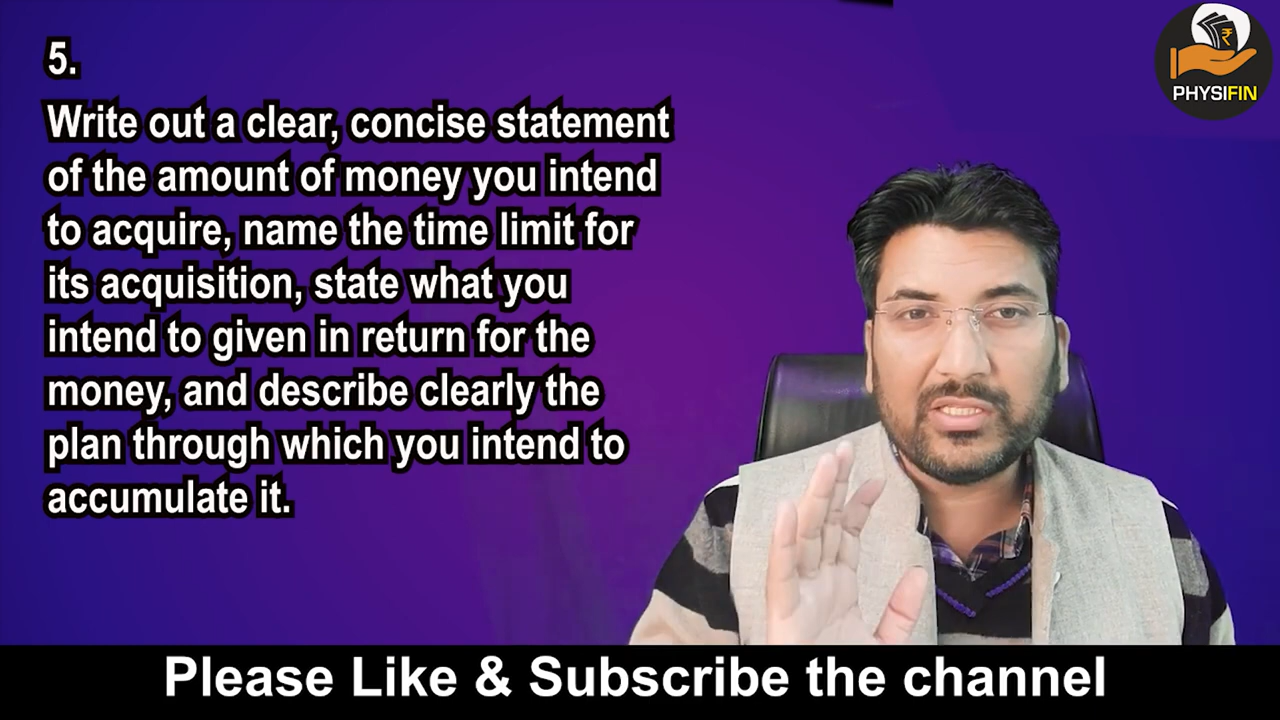 5.
Write out a clear, concise statement
of the amount of money you intend
to acquire, name the time limit for
its acquisition, state what you
intend to given in return for the
money, and describe clearly the
plan through which you intend to
accumulate it.
₹
PHYSIFIN
Please Like & Subscribe the channel